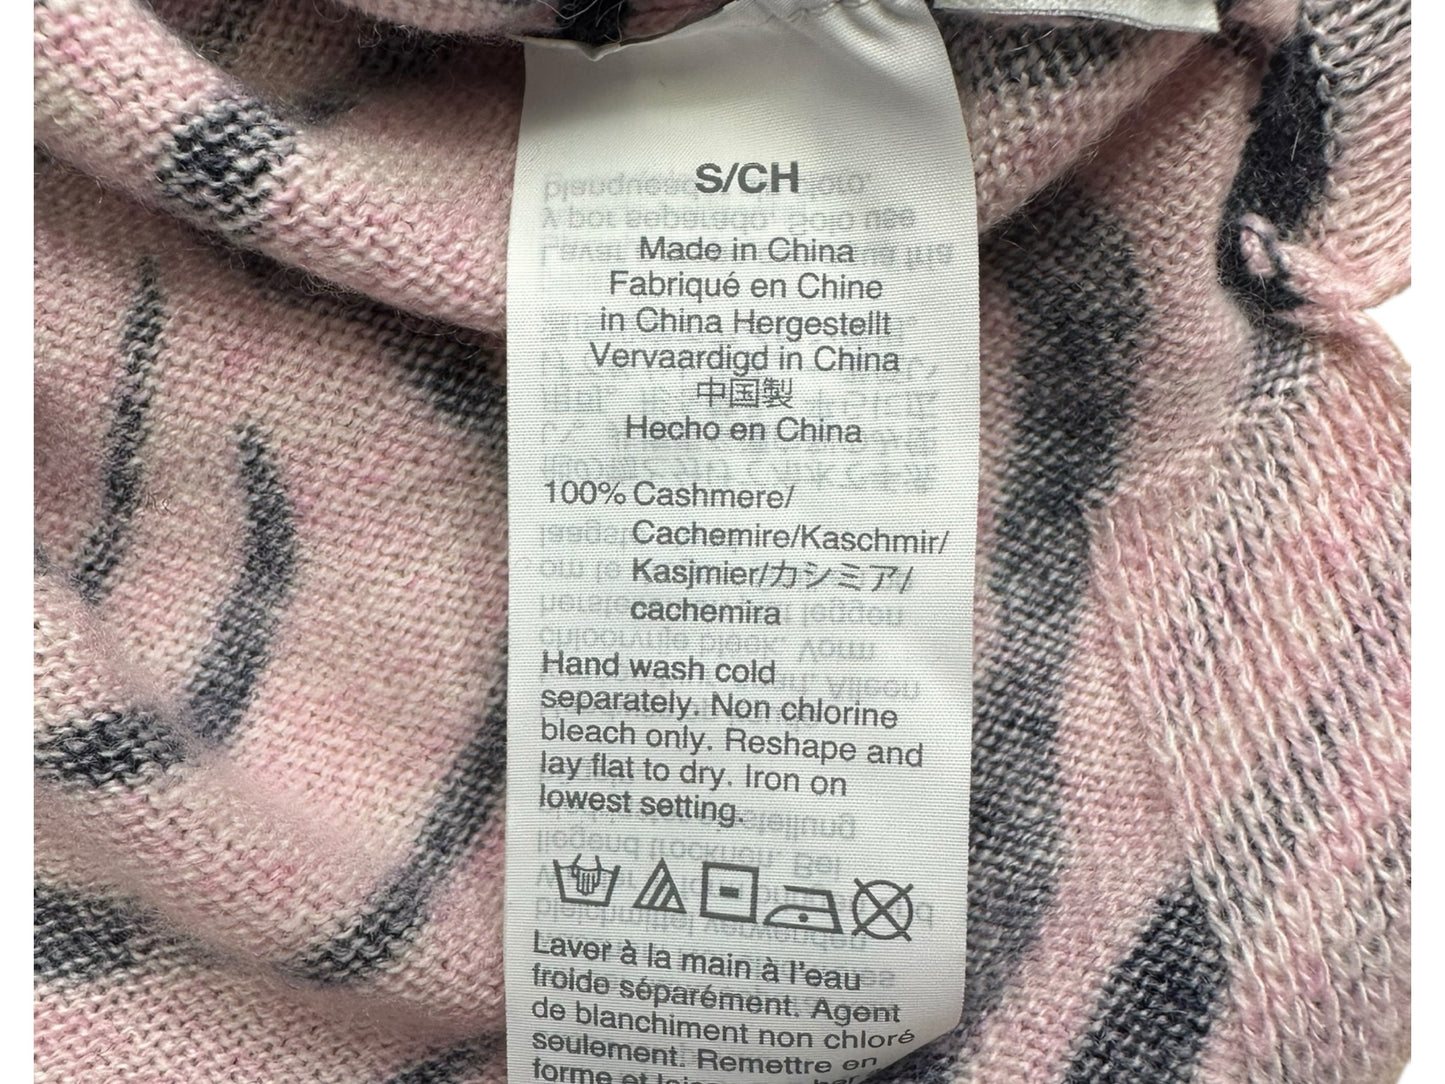 S/CH
Made in China
Fabriqué en Chine
in China Hergestellt
Vervaardigd in China
中国製
Hecho en China
100% Cashmere/
Cachemire/Kaschmir/
Kasjmier/カシミア/
cachemira
Hand wash cold
separately. Non chlorine
bleach only. Reshape and
lay flat to dry. Iron on
lowest setting.
Laver à la main à l'eau
froide séparément. Agent
de blanchiment non chloré
seulement. Remettre en
forme et